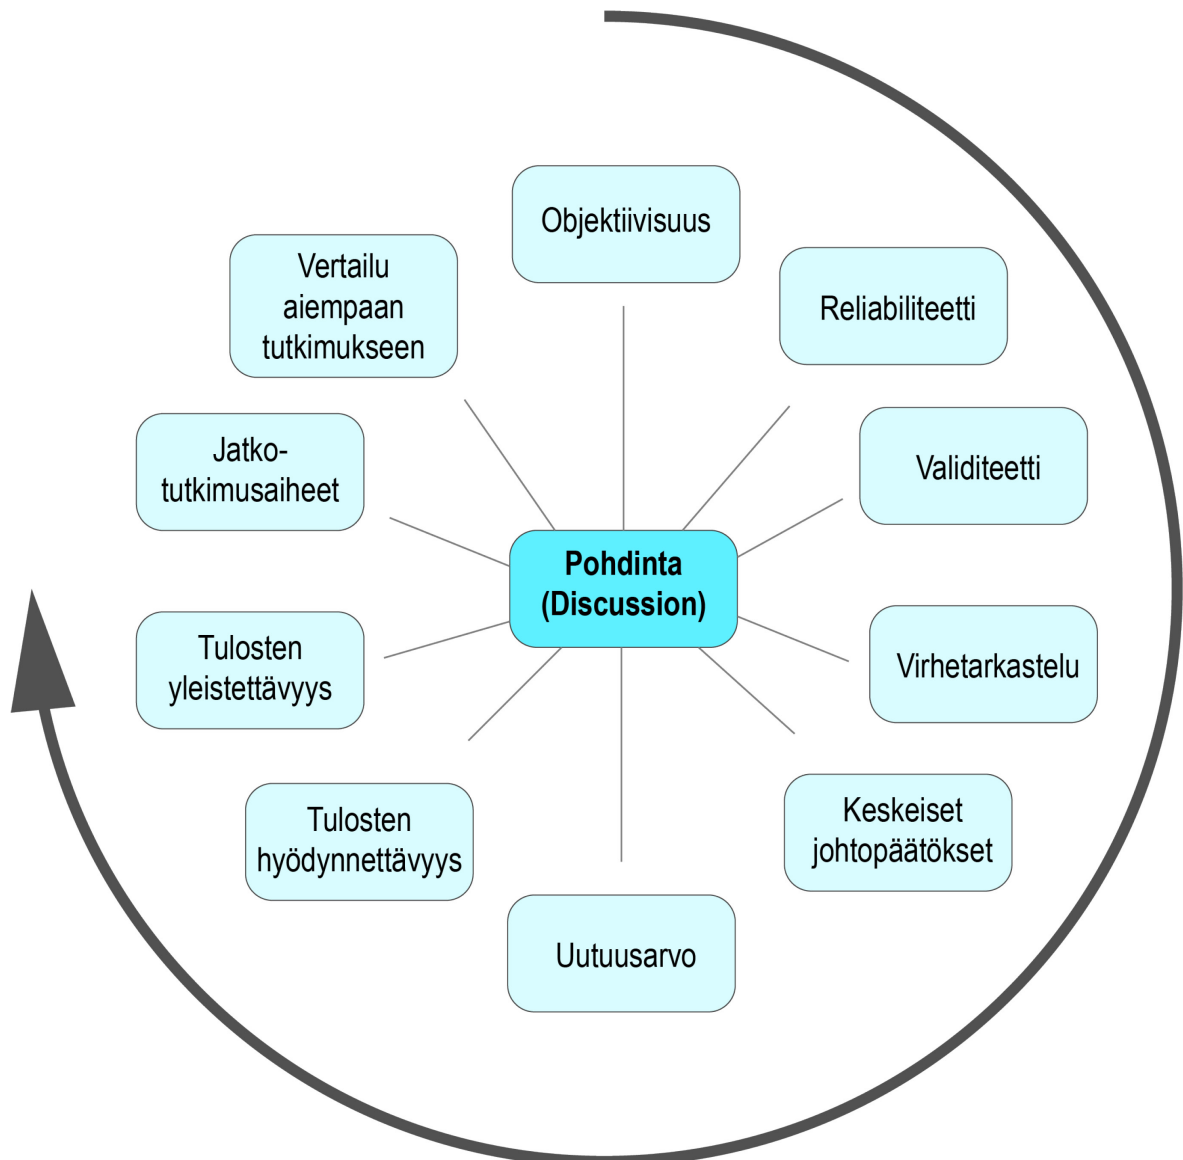 Objektiivisuus
Reliabiliteetti
Validiteetti
Virhetarkastelu
Keskeiset
johtopäätökset
Uutuusarvo
Tulosten
hyödynnettävyys
Tulosten
yleistettävyys
Jatko-
tutkimusaiheet
Vertailu
aiempaan
tutkimukseen
Pohdinta
(Discussion)